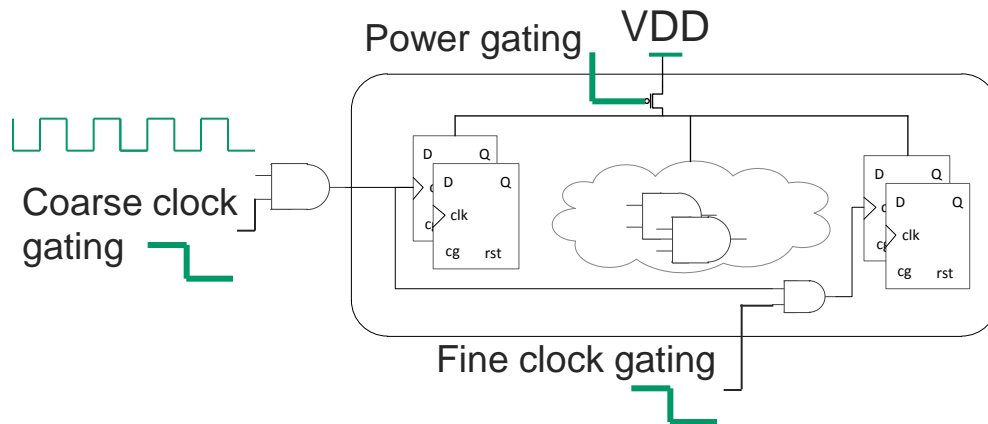 Power gating
VDD
Coarse clock
gating
D
Q
D
Q
clk
cg
rst
D
Q
D
Q
clk
cg
rst
Fine clock gating